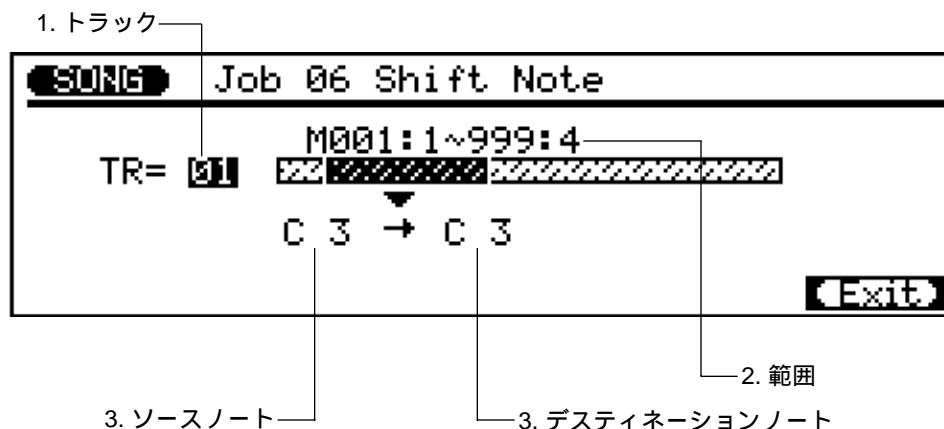 1. トラック
SONG Job 06 Shift Note
M001:1~999:4
TR= 01
C 3 → C 3
Exit
2. 範囲
3. ソースノート
3. デスティネーションノート